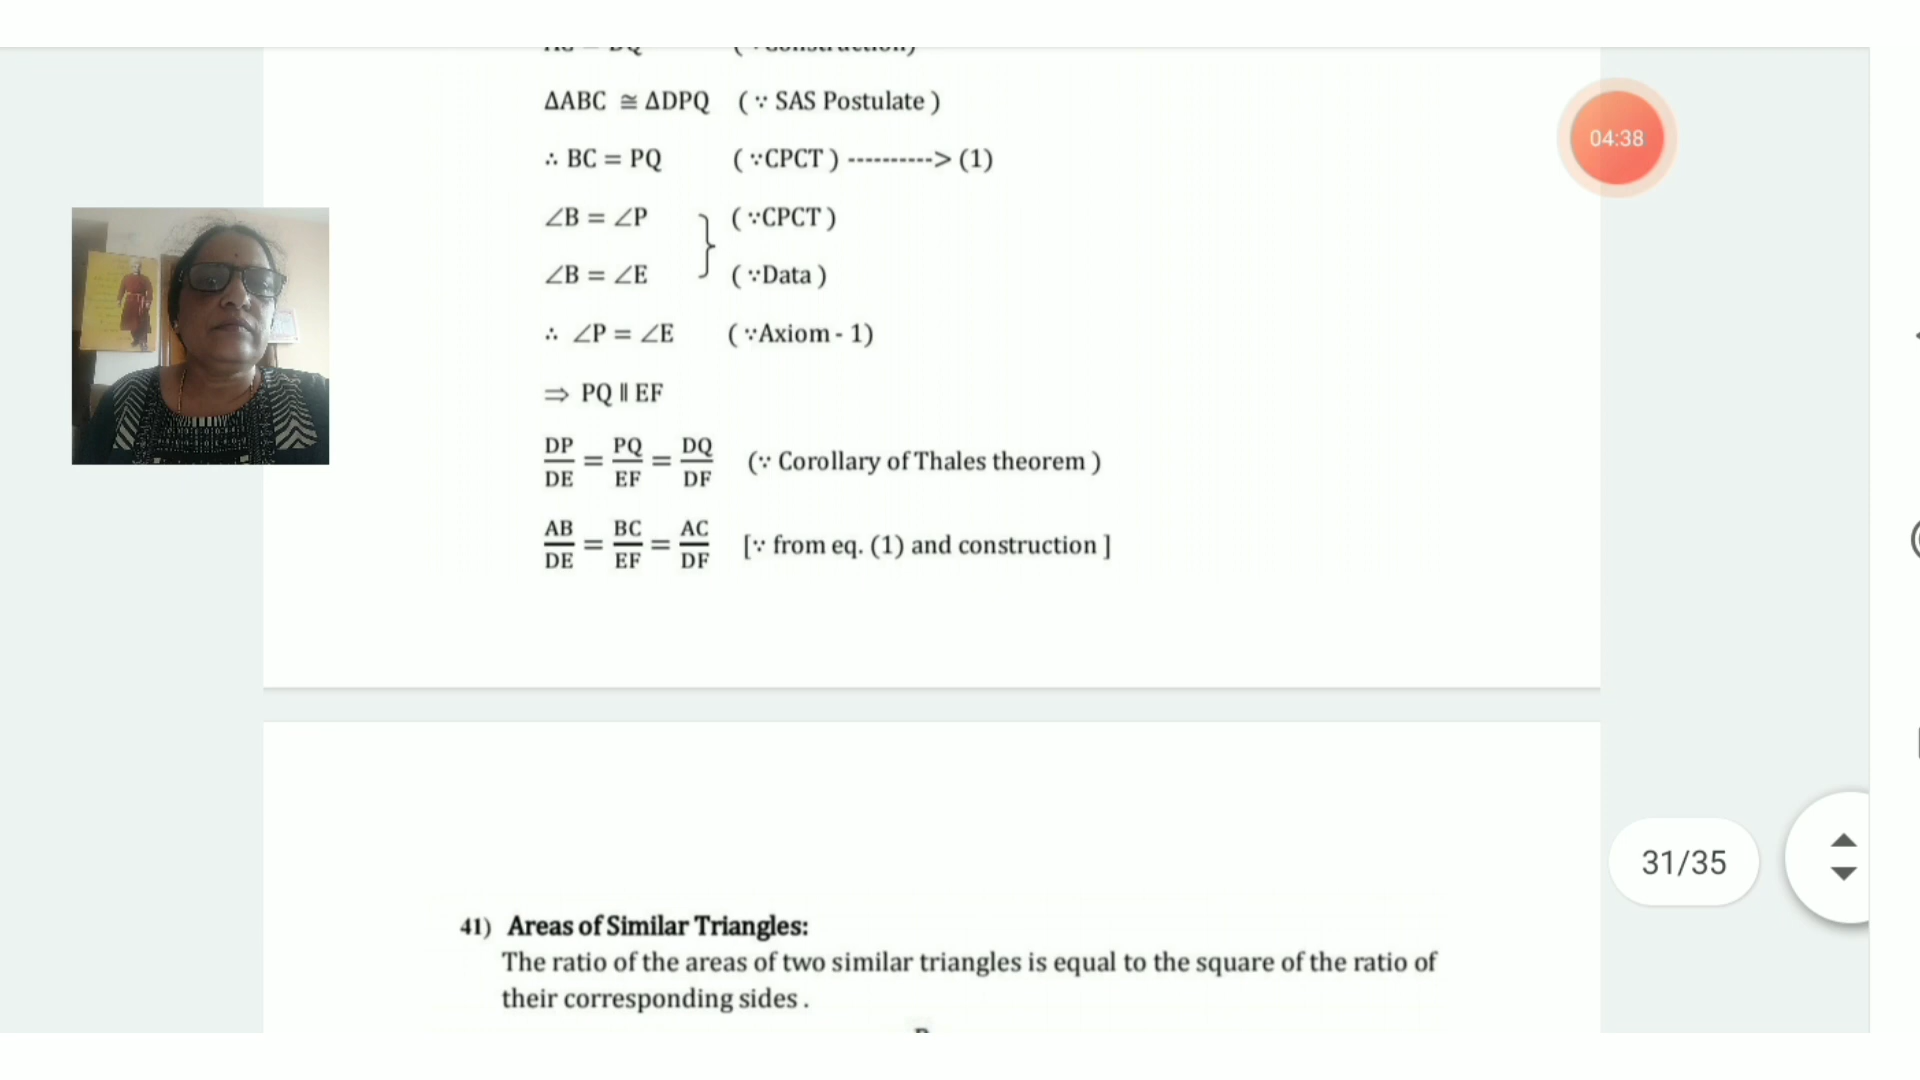 ΔABC ≅ ΔDPQ (∵ SAS Postulate )
04:38
∴ BC = PQ (∵CPCT ) ----------> (1)
∠B = ∠P } (∵CPCT )
∠B = ∠E (∵Data )
∴ ∠P = ∠E (∵Axiom - 1)
⇒ PQ ∥ EF
DP/DE = PQ/EF = DQ/DF (∵ Corollary of Thales theorem )
AB/DE = BC/EF = AC/DF [∵ from eq. (1) and construction ]
31/35
41) Areas of Similar Triangles:
The ratio of the areas of two similar triangles is equal to the square of the ratio of
their corresponding sides .